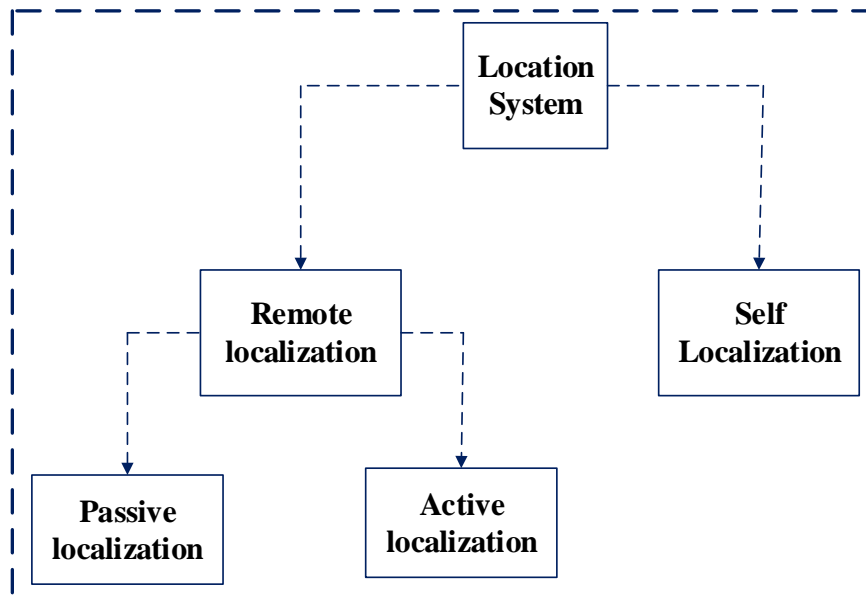 Location
System
Remote
localization
Self
Localization
Passive
localization
Active
localization